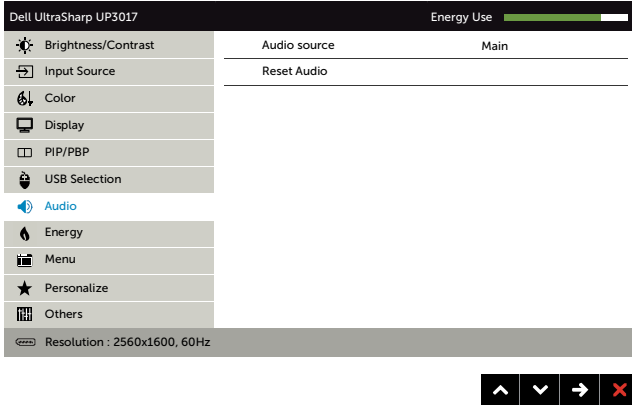 Dell UltraSharp UP3017 Energy Use
Brightness/Contrast Audio source Main
Input Source Reset Audio
Color
Display
PIP/PBP
USB Selection
Audio
Energy
Menu
Personalize
Others
Resolution : 2560x1600, 60Hz